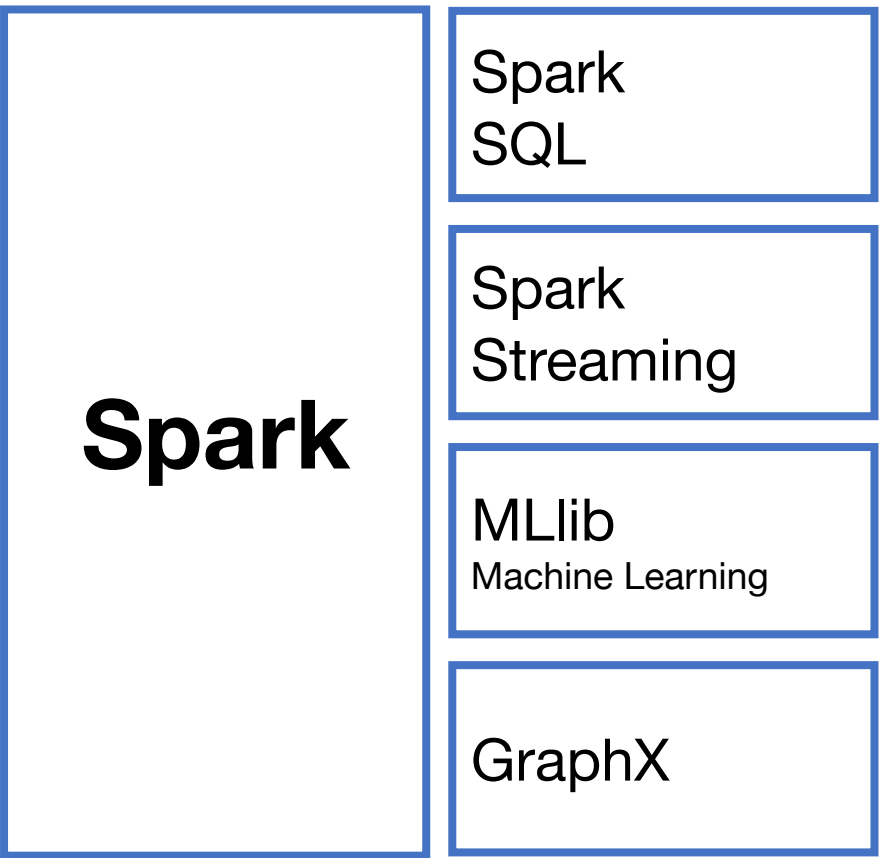 Spark
Spark
SQL
Spark
Streaming
MLlib
Machine Learning
GraphX